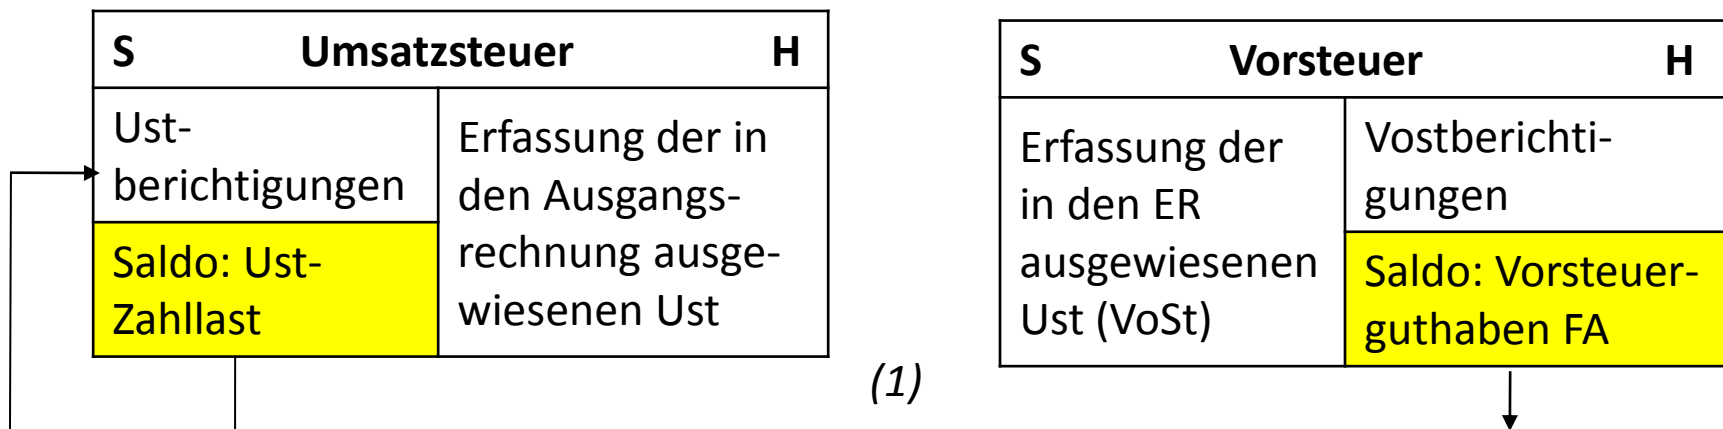 S Umsatzsteuer H
Ust-
berichtigungen
Saldo: Ust-
Zahllast
Erfassung der in
den Ausgangs-
rechnung ausge-
wiesenen Ust
(1)
S Vorsteuer H
Erfassung der
in den ER
ausgewiesenen
Ust (VoSt)
Vostberichti-
gungen
Saldo: Vorsteuer-
guthaben FA